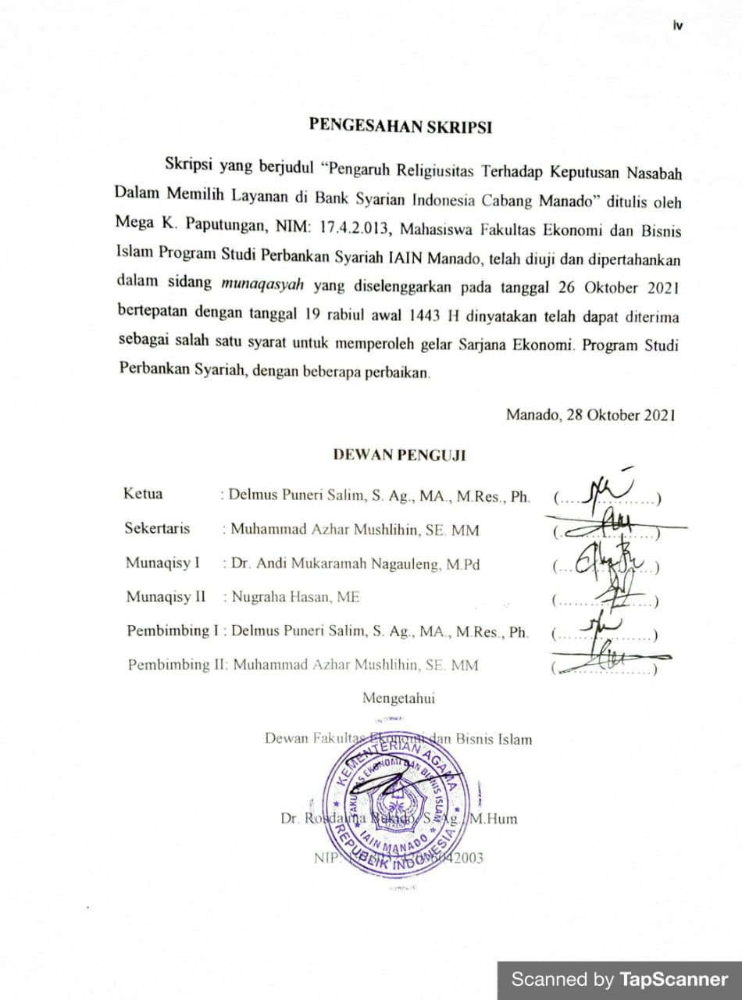 iv
PENGESAHAN SKRIPSI
Skripsi yang berjudul “Pengaruh Religiusitas Terhadap Keputusan Nasabah
Dalam Memilih Layanan di Bank Syarian Indonesia Cabang Manado” ditulis oleh
Mega K. Paputungan, NIM: 17.4.2.013, Mahasiswa Fakultas Ekonomi dan Bisnis
Islam Program Studi Perbankan Syariah IAIN Manado, telah diuji dan dipertahankan
dalam sidang munaqasyah yang diselenggarkan pada tanggal 26 Oktober 2021
bertepatan dengan tanggal 19 rabiul awal 1443 H dinyatakan telah dapat diterima
sebagai salah satu syarat untuk memperoleh gelar Sarjana Ekonomi. Program Studi
Perbankan Syariah, dengan beberapa perbaikan.
Manado, 28 Oktober 2021
DEWAN PENGUJI
Ketua : Delmus Puneri Salim, S. Ag., MA., M.Res., Ph. (..............)
Sekertaris : Muhammad Azhar Mushlihin, SE. MM (..............)
Munaqisy I : Dr. Andi Mukaramah Nagauleng, M.Pd (..............)
Munaqisy II : Nugraha Hasan, ME (..............)
Pembimbing I : Delmus Puneri Salim, S. Ag., MA., M.Res., Ph. (..............)
Pembimbing II: Muhammad Azhar Mushlihin, SE. MM (..............)
Mengetahui
Dewan Fakultas Ekonomi dan Bisnis Islam
KEMENTERIAN AGAMA
FAKULTAS EKONOMI DAN BISNIS ISLAM
IAIN MANADO
REPUBLIK INDONESIA
Dr. Rosdalina Bukido, S. Ag., M.Hum
NIP:
Scanned by TapScanner